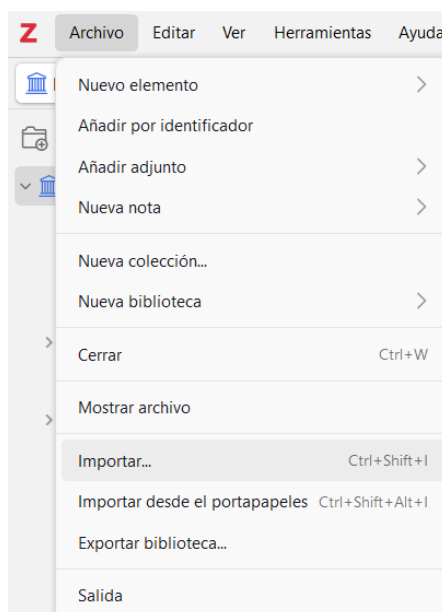 Z Archivo Editar Ver Herramientas Ayuda
Nuevo elemento
Añadir por identificador
Añadir adjunto
Nueva nota
Nueva colección...
Nueva biblioteca
Cerrar Ctrl+W
Mostrar archivo
Importar... Ctrl+Shift+I
Importar desde el portapapeles Ctrl+Shift+Alt+I
Exportar biblioteca...
Salida